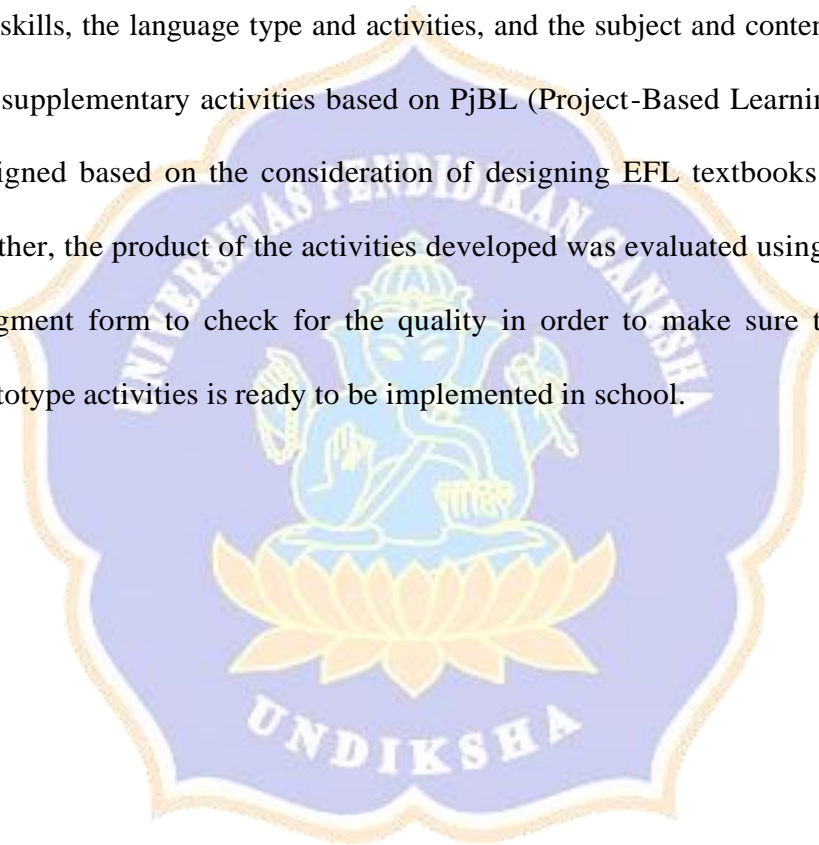 skills, the language type and activities, and the subject and conten
supplementary activities based on PjBL (Project-Based Learnin
igned based on the consideration of designing EFL textbooks
ther, the product of the activities developed was evaluated using
gment form to check for the quality in order to make sure t
totype activities is ready to be implemented in school.
UNIVERSITAS PENDIDIKAN GANESHA
UNDIKSHA